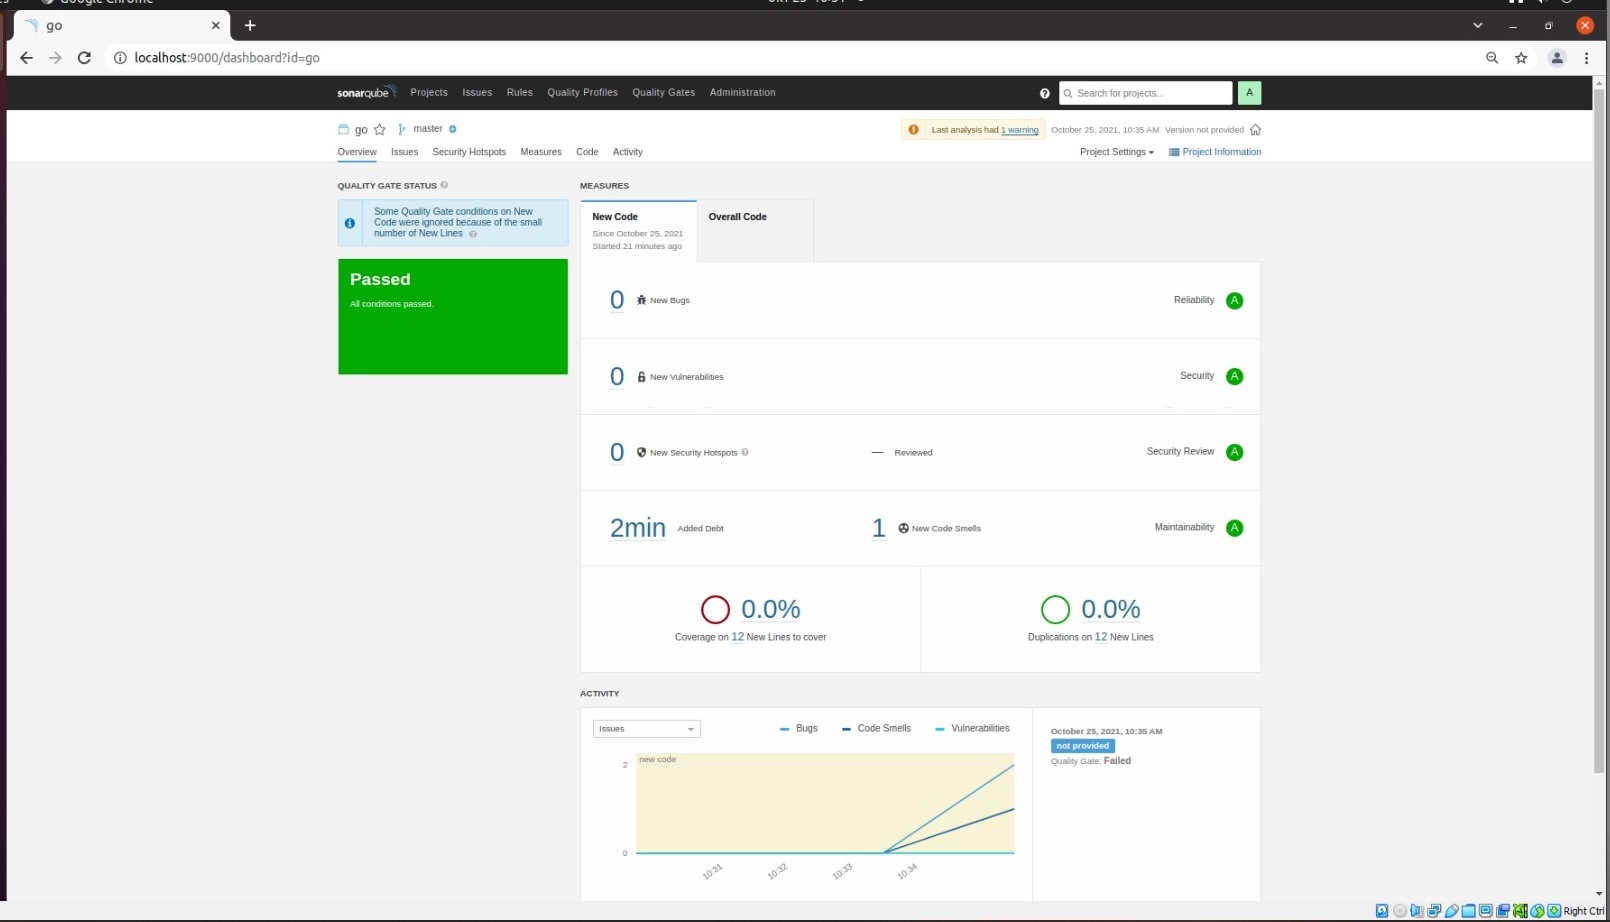 Google Chrome
go
localhost:9000/dashboard?id=go
sonarqube Projects Issues Rules Quality Profiles Quality Gates Administration
Search for projects...
A
go master
Last analysis had 1 warning October 25, 2021, 10:35 AM Version not provided
Overview Issues Security Hotspots Measures Code Activity
Project Settings Project Information
QUALITY GATE STATUS
Some Quality Gate conditions on New
Code were ignored because of the small
number of New Lines
Passed
All conditions passed.
MEASURES
New Code
Since October 25, 2021
Started 21 minutes ago
Overall Code
0 New Bugs Reliability A
0 New Vulnerabilities Security A
0 New Security Hotspots — Reviewed Security Review A
2min Added Debt 1 New Code Smells Maintainability A
0.0%
Coverage on 12 New Lines to cover
0.0%
Duplications on 12 New Lines
ACTIVITY
Issues
Bugs Code Smells Vulnerabilities
new code
2
0
10:31 10:32 10:33 10:34
October 25, 2021, 10:35 AM
not provided
Quality Gate: Failed
Right Ctrl